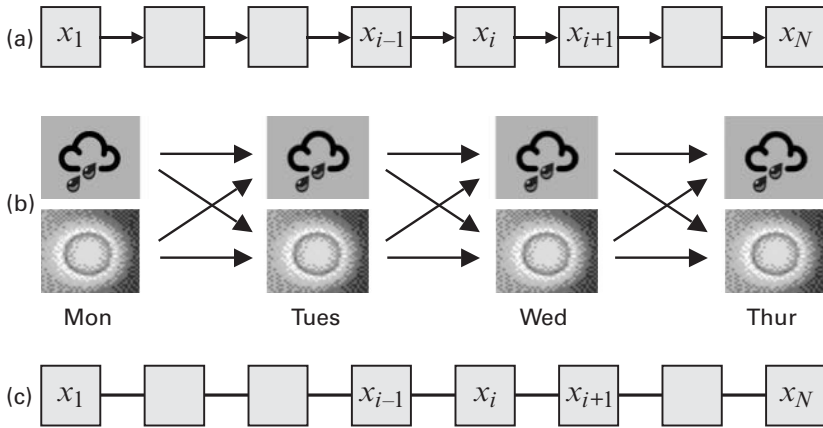 (a) x1 xi–1 xi xi+1 xN
(b)
Mon Tues Wed Thur
(c) x1 xi–1 xi xi+1 xN